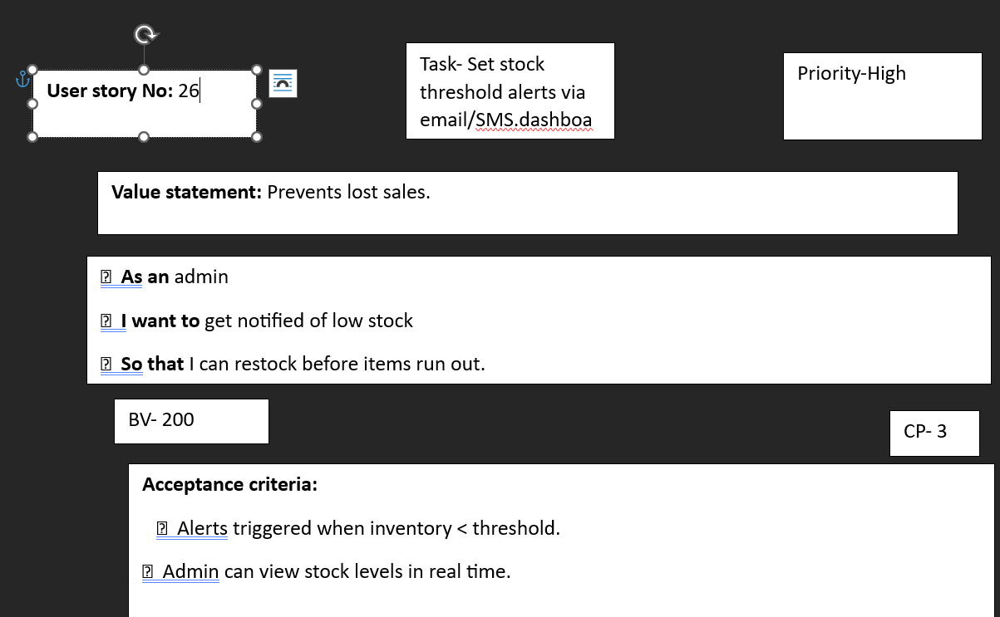 User story No: 26
Task- Set stock
threshold alerts via
email/SMS.dashboa
Priority-High
Value statement: Prevents lost sales.
⍰ As an admin
⍰ I want to get notified of low stock
⍰ So that I can restock before items run out.
BV- 200
CP- 3
Acceptance criteria:
⍰ Alerts triggered when inventory < threshold.
⍰ Admin can view stock levels in real time.